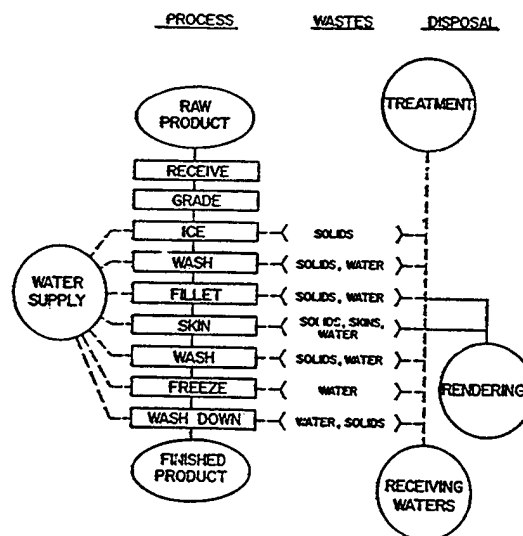 PROCESS WASTES DISPOSAL
TREATMENT
RAW
PRODUCT
RECEIVE
GRADE
ICE SOLIDS
WASH SOLIDS, WATER
WATER
SUPPLY
FILLET SOLIDS, WATER
SKIN SOLIDS, SKINS,
WATER
WASH SOLIDS, WATER
RENDERING
FREEZE WATER
WASH DOWN WATER, SOLIDS
FINISHED
PRODUCT
RECEIVING
WATERS